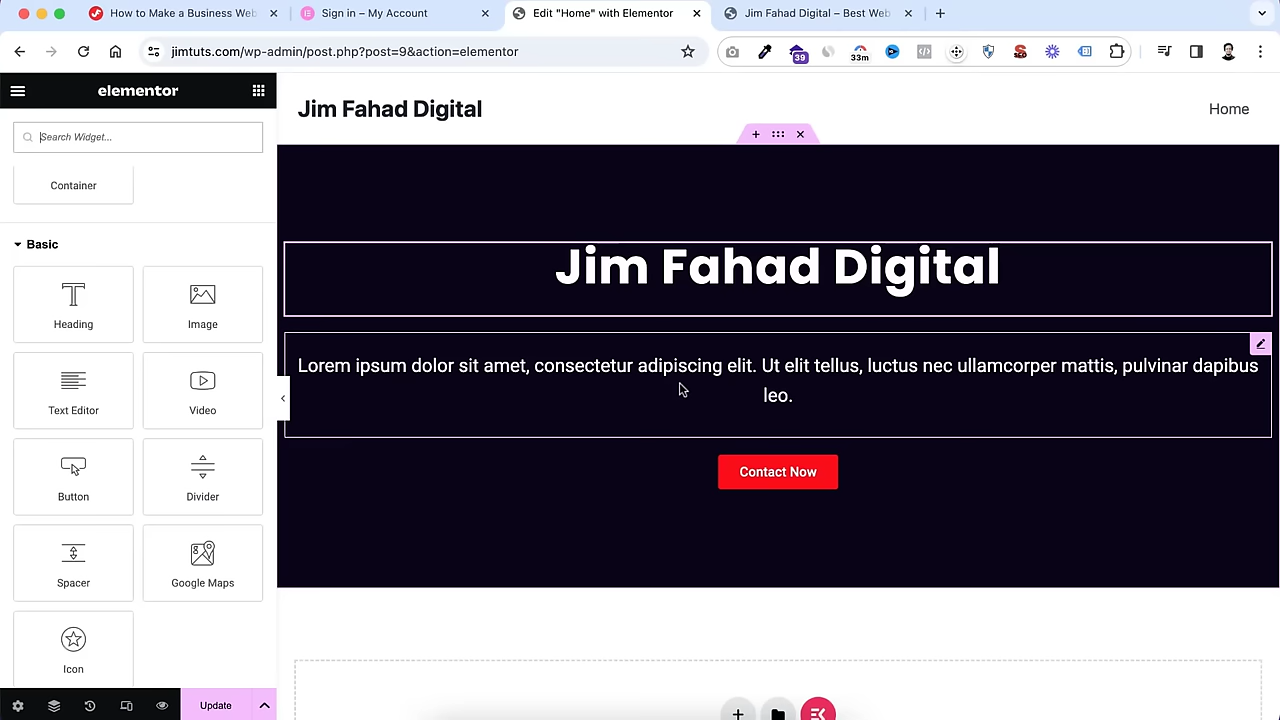 How to Make a Business Web
Sign in – My Account
Edit "Home" with Elementor
Jim Fahad Digital – Best Web
jimtuts.com/wp-admin/post.php?post=9&action=elementor
39
33m
elementor
Search Widget...
Container
Basic
Heading
Image
Text Editor
Video
Button
Divider
Spacer
Google Maps
Icon
Update
Jim Fahad Digital
Home
Jim Fahad Digital
Lorem ipsum dolor sit amet, consectetur adipiscing elit. Ut elit tellus, luctus nec ullamcorper mattis, pulvinar dapibus
leo.
Contact Now